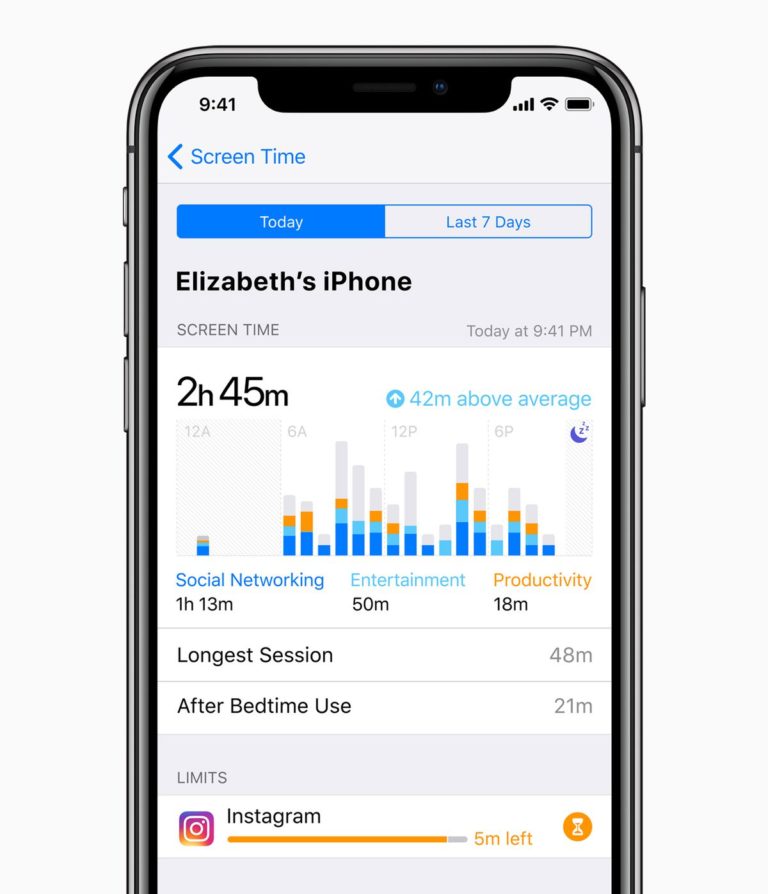 9:41
Screen Time
Today Last 7 Days
Elizabeth’s iPhone
SCREEN TIME Today at 9:41 PM
2h 45m 42m above average
12A 6A 12P 6P zzz
Social Networking Entertainment Productivity
1h 13m 50m 18m
Longest Session 48m
After Bedtime Use 21m
LIMITS
Instagram
5m left